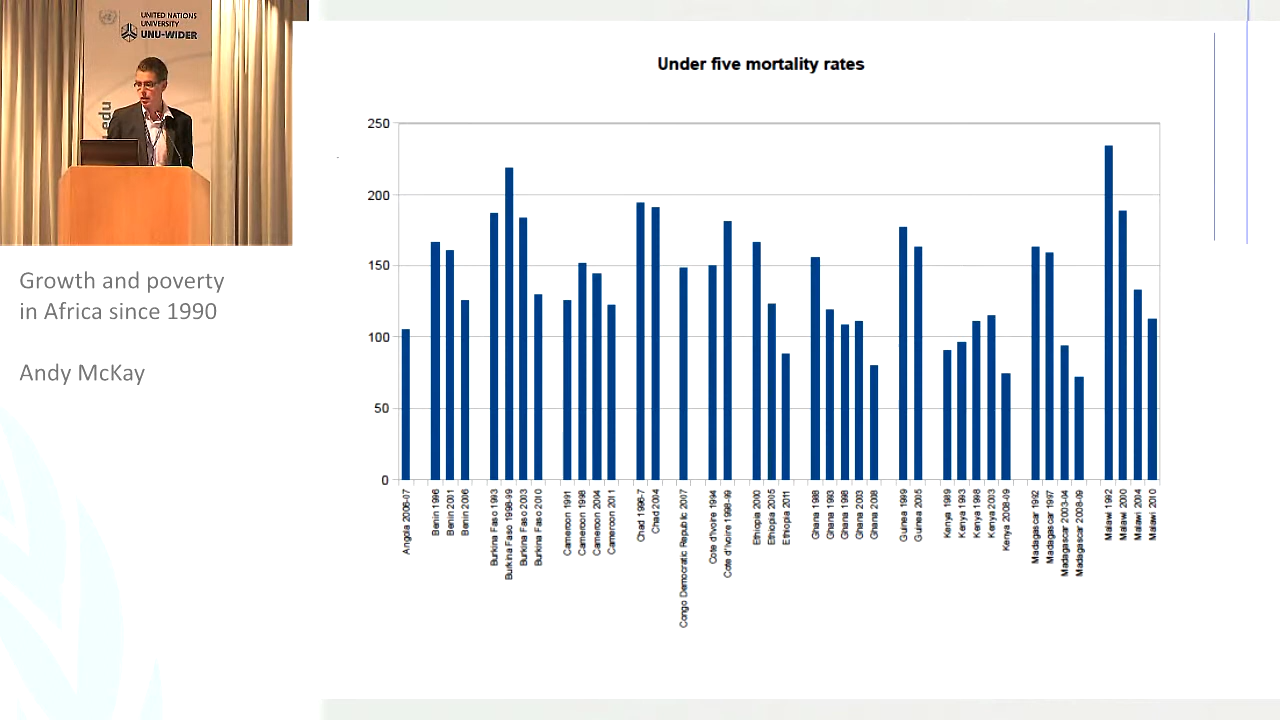 UNITED NATIONS
UNIVERSITY
UNU-WIDER
edu
Growth and poverty
in Africa since 1990
Andy McKay
Under five mortality rates
250
200
150
100
50
0
Angola 2006-07
Benin 1996
Benin 2001
Benin 2006
Burkina Faso 1993
Burkina Faso 1998-99
Burkina Faso 2003
Burkina Faso 2010
Cameroon 1991
Cameroon 1998
Cameroon 2004
Cameroon 2011
Chad 1996-7
Chad 2004
Congo Democratic Republic 2007
Cote d'Ivoire 1994
Cote d'Ivoire 1998-99
Ethiopia 2000
Ethiopia 2005
Ethiopia 2011
Ghana 1988
Ghana 1993
Ghana 1998
Ghana 2003
Ghana 2008
Guinea 1999
Guinea 2005
Kenya 1989
Kenya 1993
Kenya 1998
Kenya 2003
Kenya 2008-09
Madagascar 1992
Madagascar 1997
Madagascar 2003-04
Madagascar 2008-09
Malawi 1992
Malawi 2000
Malawi 2004
Malawi 2010